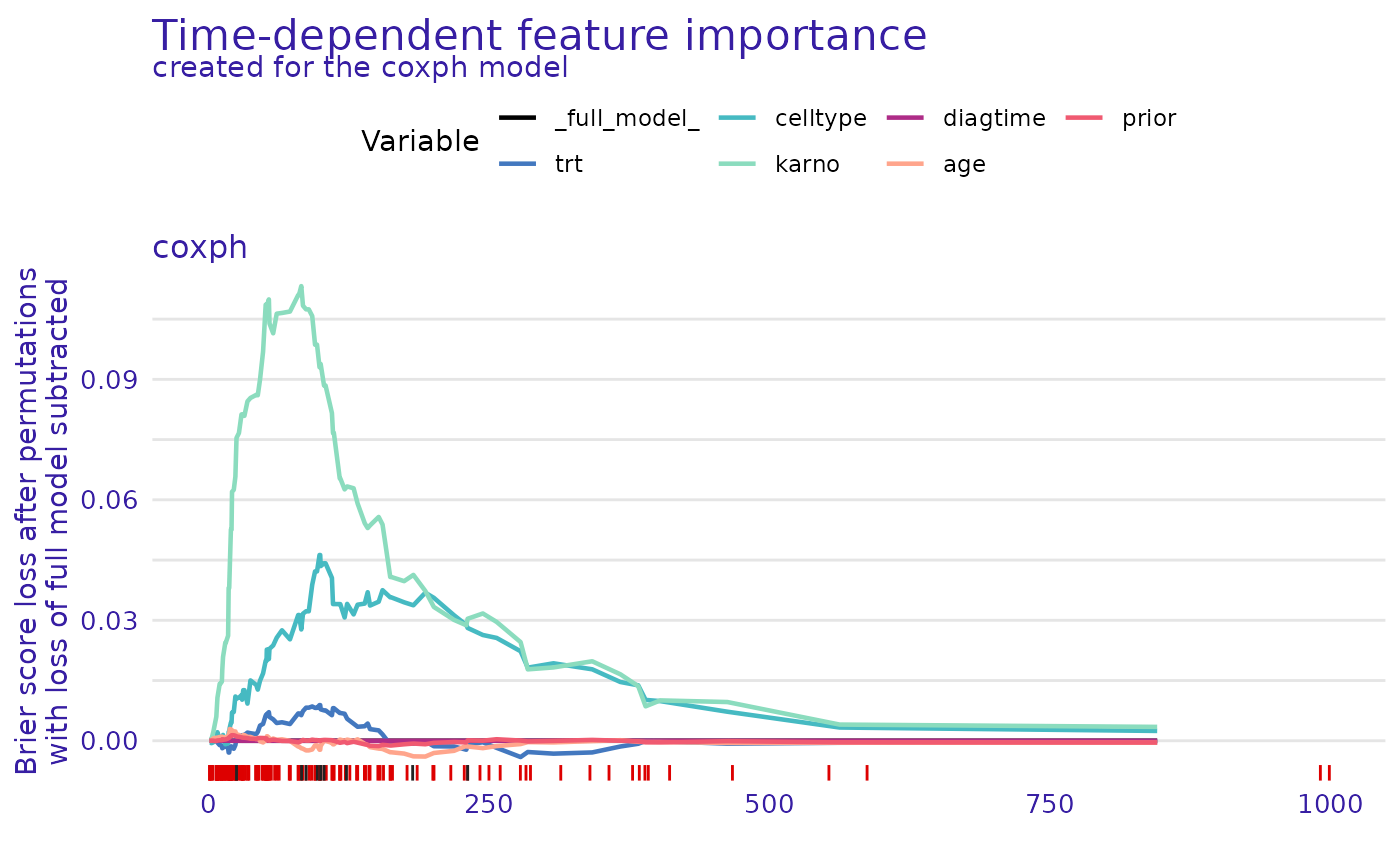 Time-dependent feature importance
created for the coxph model
Variable
_full_model_ celltype diagtime prior
trt karno age
coxph
Brier score loss after permutations
with loss of full model subtracted
0.09
0.06
0.03
0.00
0 250 500 750 1000